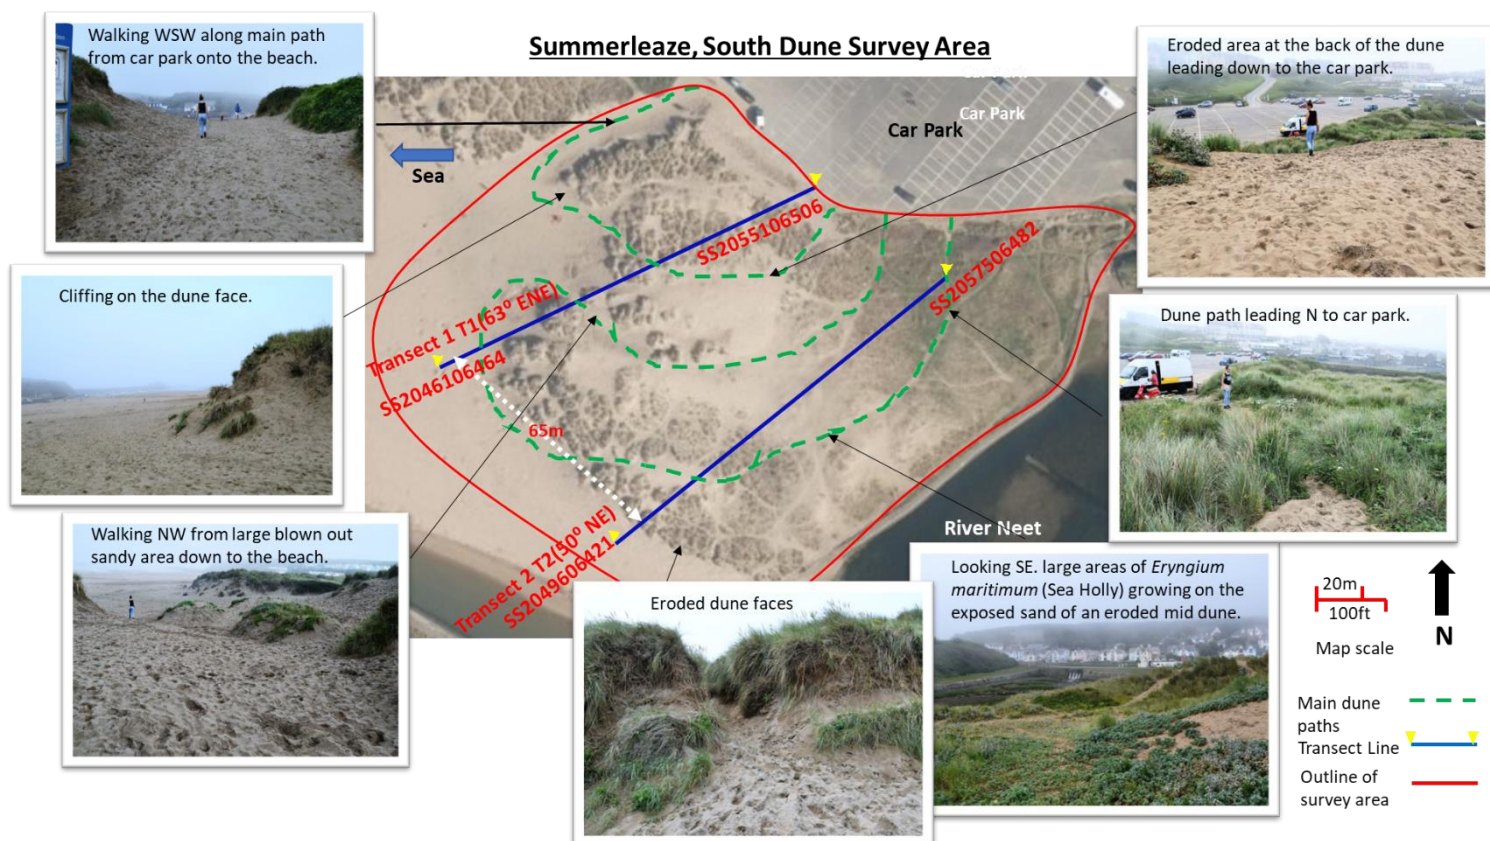 Summerleaze, South Dune Survey Area
Walking WSW along main path
from car park onto the beach.
Eroded area at the back of the dune
leading down to the car park.
Car Park
Car Park
Car Park
Sea
SS2055106506
SS2057506482
Cliffing on the dune face.
Dune path leading N to car park.
Transect 1 T1(63⁰ ENE)
SS2046106464
65m
Walking NW from large blown out
sandy area down to the beach.
Transect 2 T2(50⁰ NE)
SS2049606421
River Neet
Eroded dune faces
Looking SE. large areas of Eryngium
maritimum (Sea Holly) growing on the
exposed sand of an eroded mid dune.
20m
100ft
Map scale
N
Main dune
paths
Transect Line
Outline of
survey area